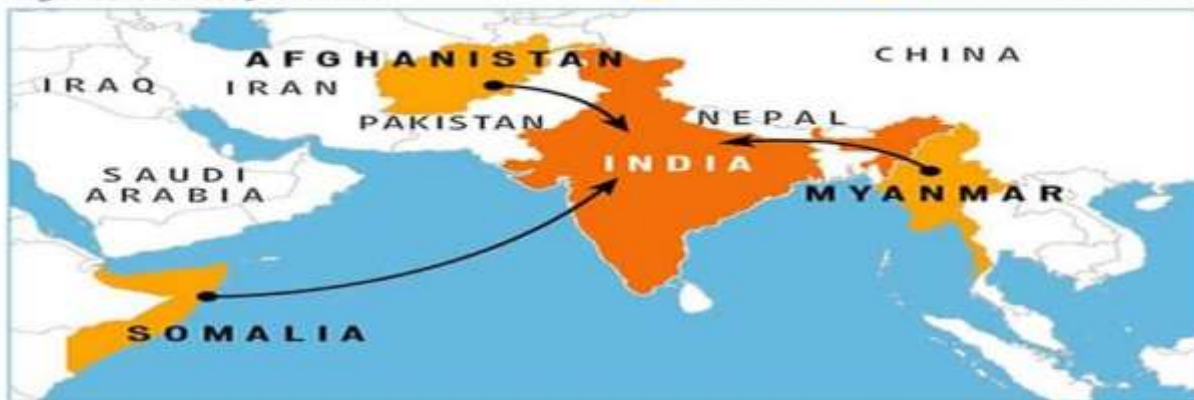 AFGHANISTAN
CHINA
IRAQ
IRAN
PAKISTAN
NEPAL
INDIA
SAUDI
ARABIA
MYANMAR
SOMALIA